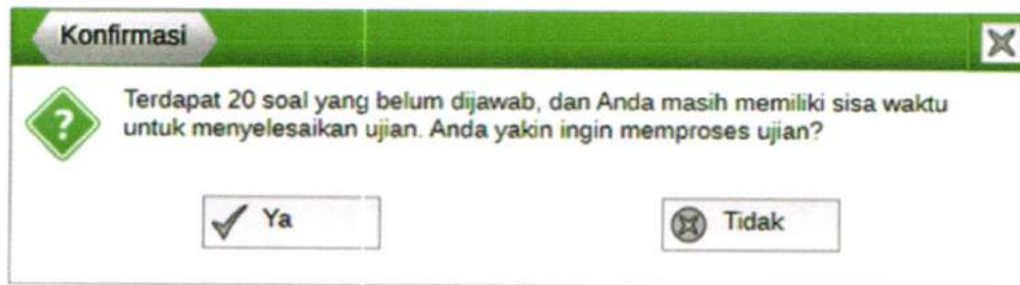 Konfirmasi
Terdapat 20 soal yang belum dijawab, dan Anda masih memiliki sisa waktu
untuk menyelesaikan ujian. Anda yakin ingin memproses ujian?
Ya
Tidak